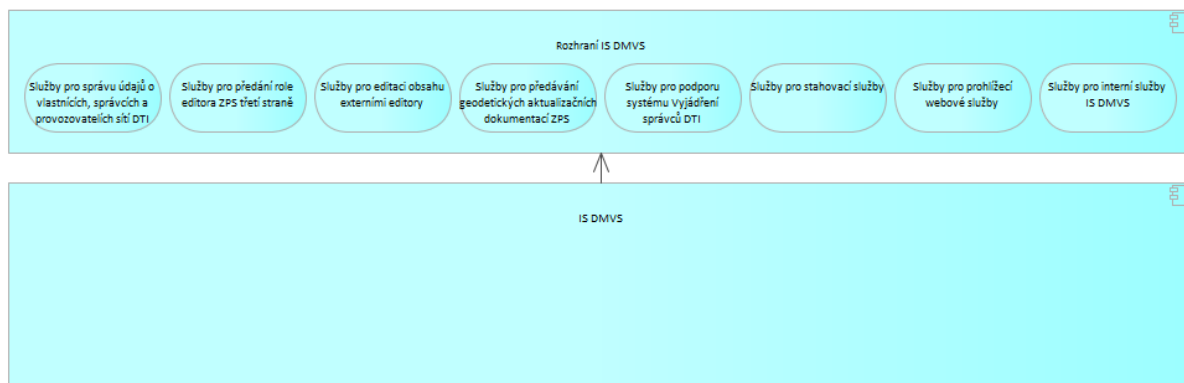 Rozhraní IS DMVS
Služby pro správu údajů o
vlastnících, správcích a
provozovatelích sítí DTI
Služby pro předání role
editora ZPS třetí straně
Služby pro editaci obsahu
externími editory
Služby pro předávání
geodetických aktualizačních
dokumentací ZPS
Služby pro podporu
systému Vyjádření
správců DTI
Služby pro stahovací služby
Služby pro prohlížecí
webové služby
Služby pro interní služby
IS DMVS
IS DMVS